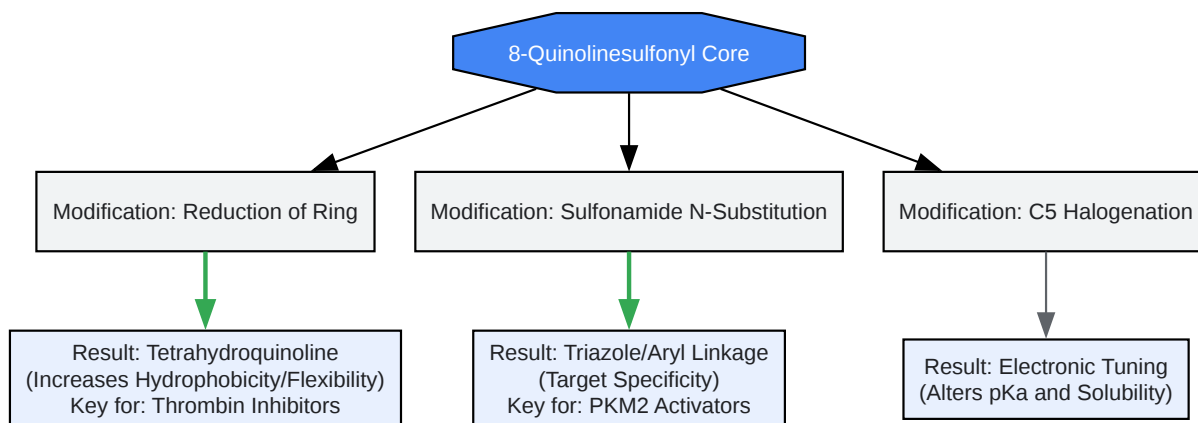 8-Quinolinesulfonyl Core
Modification: Reduction of Ring
Modification: Sulfonamide N-Substitution
Modification: C5 Halogenation
Result: Tetrahydroquinoline
(Increases Hydrophobicity/Flexibility)
Key for: Thrombin Inhibitors
Result: Triazole/Aryl Linkage
(Target Specificity)
Key for: PKM2 Activators
Result: Electronic Tuning
(Alters pKa and Solubility)